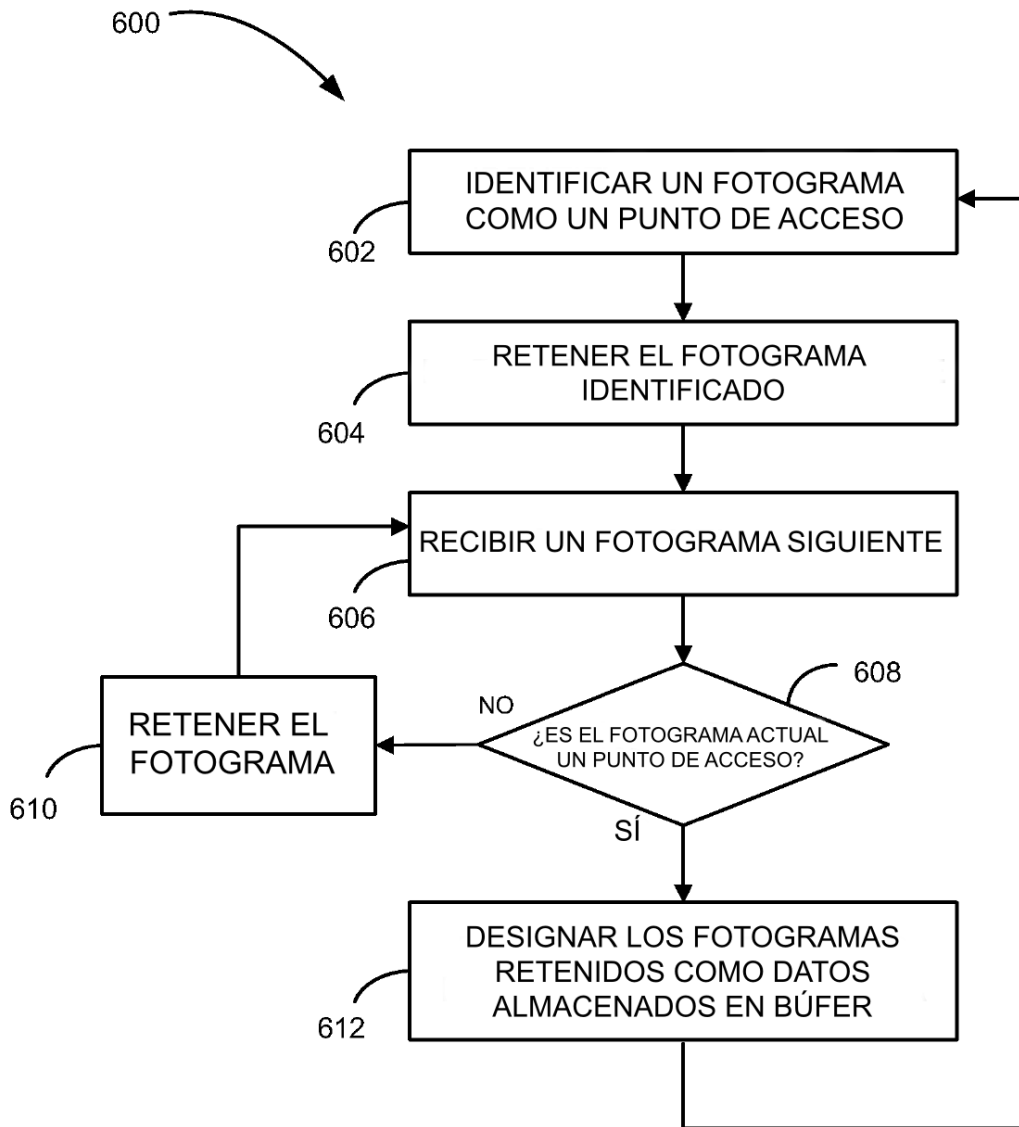 600
IDENTIFICAR UN FOTOGRAMA
COMO UN PUNTO DE ACCESO
602
RETENER EL FOTOGRAMA
IDENTIFICADO
604
RECIBIR UN FOTOGRAMA SIGUIENTE
606
608
¿ES EL FOTOGRAMA ACTUAL
UN PUNTO DE ACCESO?
NO
RETENER EL
FOTOGRAMA
610
SÍ
DESIGNAR LOS FOTOGRAMAS
RETENIDOS COMO DATOS
ALMACENADOS EN BÚFER
612